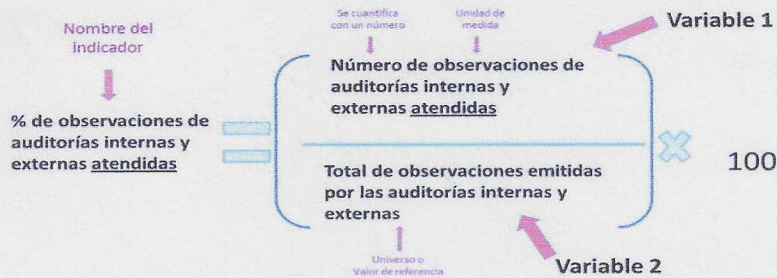 Nombre del
indicador
% de observaciones de
auditorías internas y
externas atendidas
Se cuantifica
con un número
Unidad de
medida
Variable 1
Número de observaciones de
auditorías internas y
externas atendidas
Total de observaciones emitidas
por las auditorías internas y
externas
100
Universo o
Valor de referencia
Variable 2